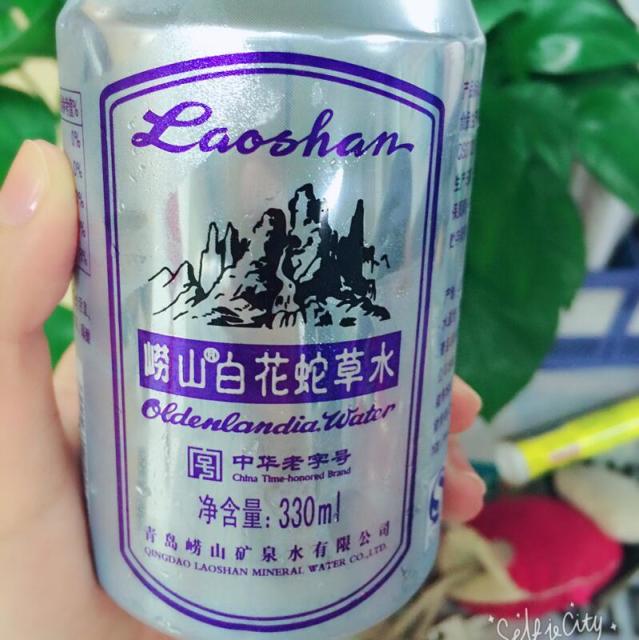 Laoshan
崂山®白花蛇草水
Oldenlandia Water
中华老字号
China Time-honored Brand
净含量：330ml
青岛崂山矿泉水有限公司
QINGDAO LAOSHAN MINERAL WATER CO.,LTD.
0%
SelfieCity